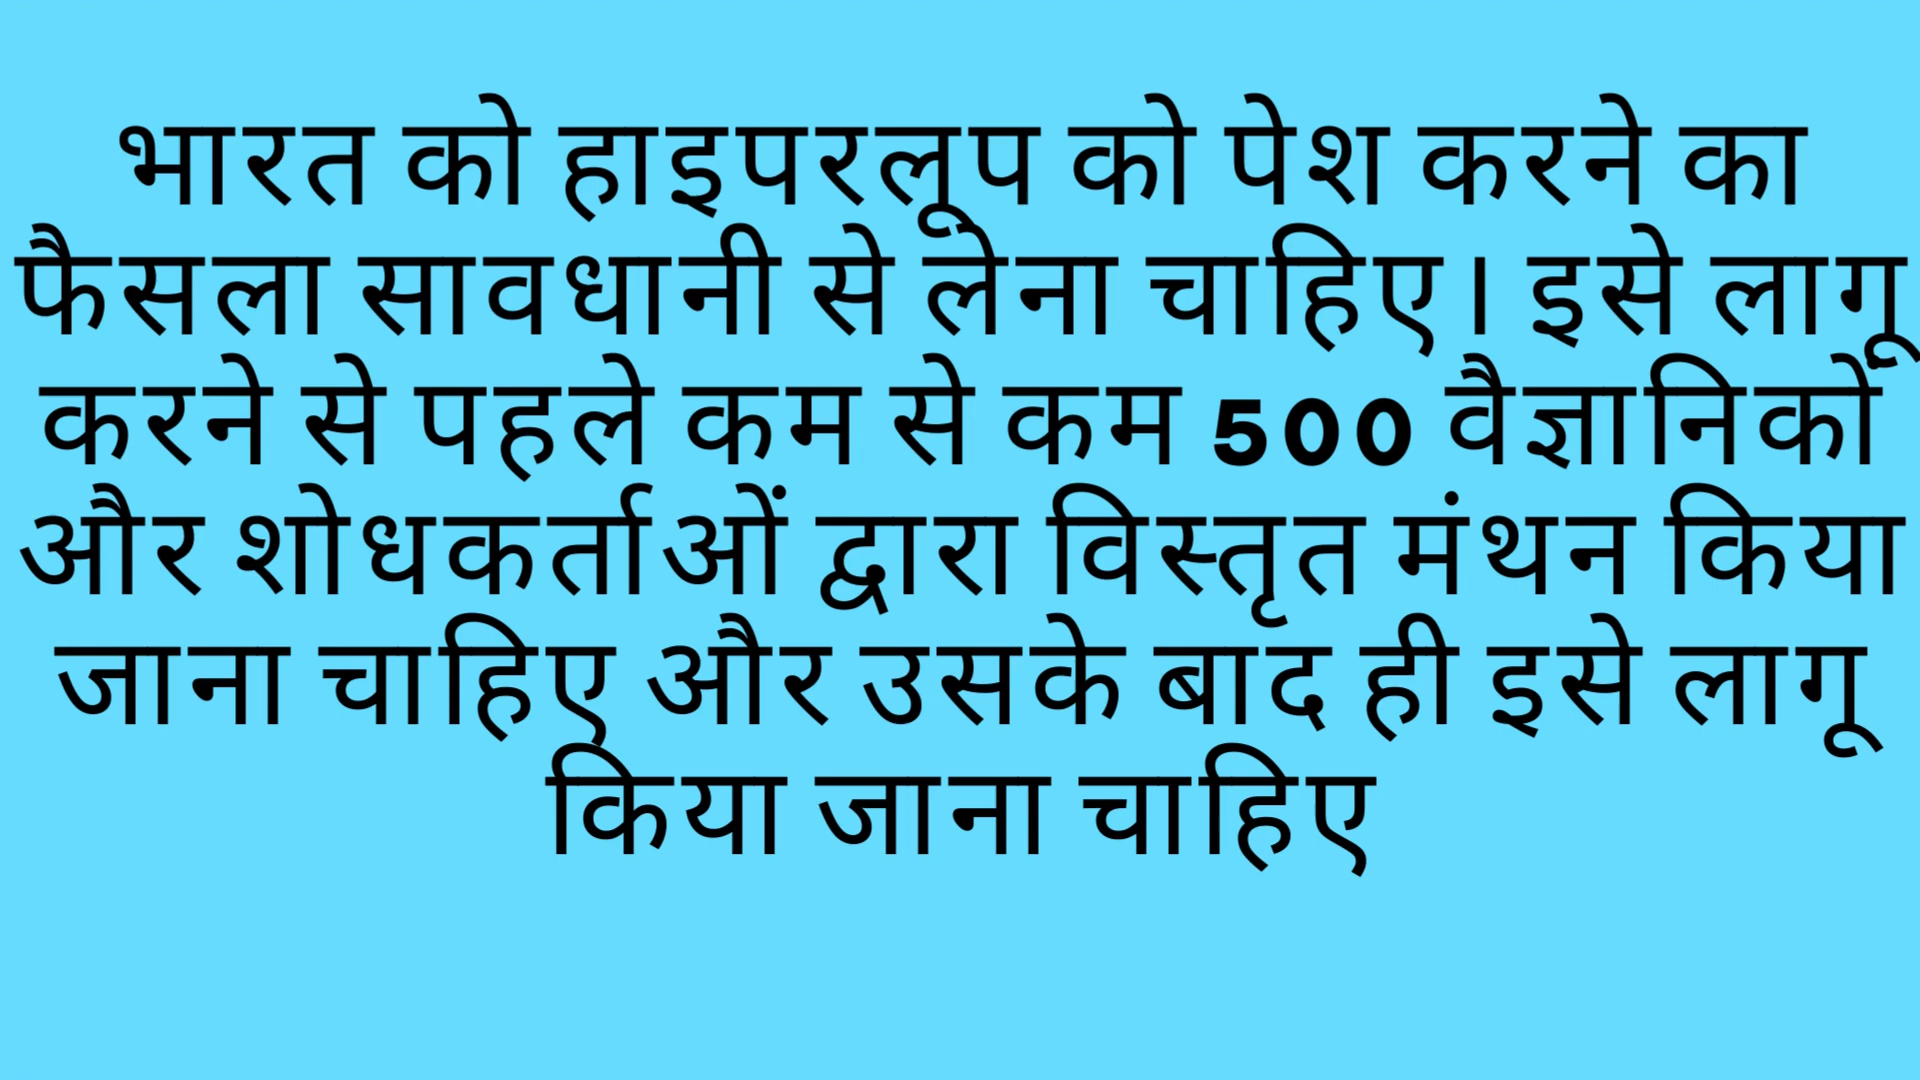 भारत को हाइपरलूप को पेश करने का
फैसला सावधानी से लेना चाहिए। इसे लागू
करने से पहले कम से कम 500 वैज्ञानिकों
और शोधकर्ताओं द्वारा विस्तृत मंथन किया
जाना चाहिए और उसके बाद ही इसे लागू
किया जाना चाहिए